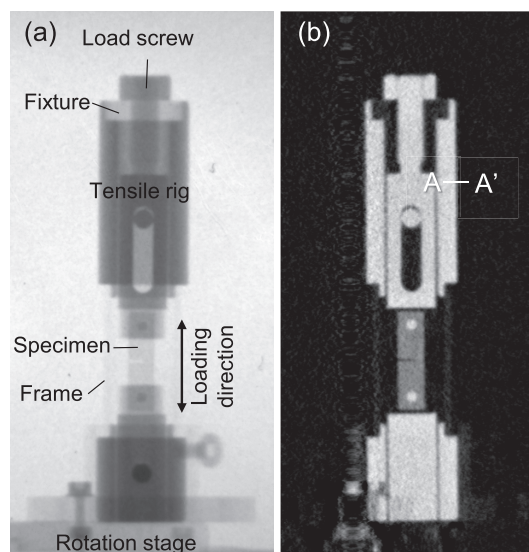 (a)
Load screw
Fixture
Tensile rig
Specimen
Loading
direction
Frame
Rotation stage
(b)
A
A’